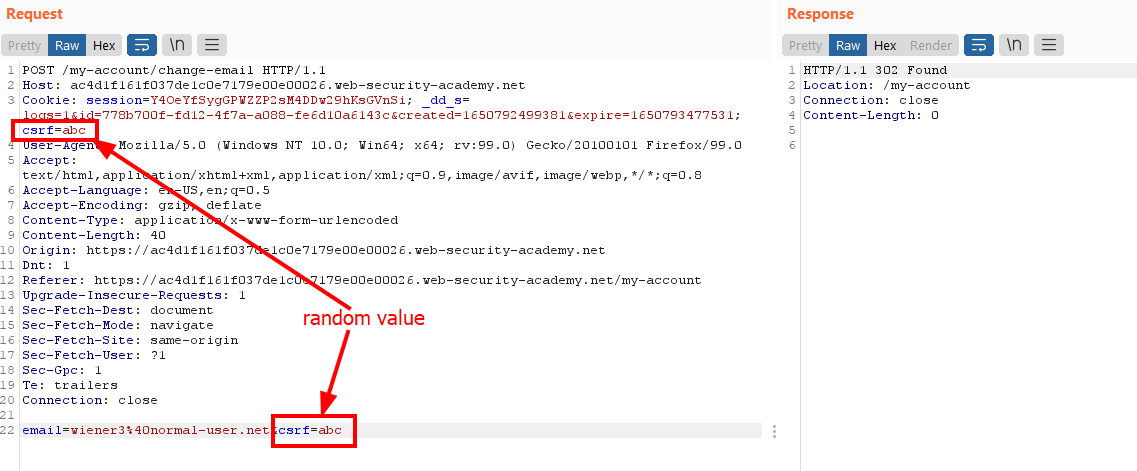 Request
Pretty Raw Hex \n
1 POST /my-account/change-email HTTP/1.1
2 Host: ac4d1f161f037de1c0e7179e00e00026.web-security-academy.net
3 Cookie: session=Y4OeYfSygGPWZZP2sM4DDw29hKsGVnSi; _dd_s=
logs=1&id=778b700f-fd12-4f7a-a088-fe6d10a6143c&created=1650792499381&expire=1650793477531;
csrf=abc
4 User-Agent: Mozilla/5.0 (Windows NT 10.0; Win64; x64; rv:99.0) Gecko/20100101 Firefox/99.0
5 Accept:
text/html,application/xhtml+xml,application/xml;q=0.9,image/avif,image/webp,*/*;q=0.8
6 Accept-Language: en-US,en;q=0.5
7 Accept-Encoding: gzip, deflate
8 Content-Type: application/x-www-form-urlencoded
9 Content-Length: 40
10 Origin: https://ac4d1f161f037de1c0e7179e00e00026.web-security-academy.net
11 Dnt: 1
12 Referer: https://ac4d1f161f037de1c0e7179e00e00026.web-security-academy.net/my-account
13 Upgrade-Insecure-Requests: 1
14 Sec-Fetch-Dest: document
15 Sec-Fetch-Mode: navigate
16 Sec-Fetch-Site: same-origin
17 Sec-Fetch-User: ?1
18 Sec-Gpc: 1
19 Te: trailers
20 Connection: close
21
22 email=wiener3%40normal-user.net&csrf=abc
random value
Response
Pretty Raw Hex Render \n
1 HTTP/1.1 302 Found
2 Location: /my-account
3 Connection: close
4 Content-Length: 0
5
6